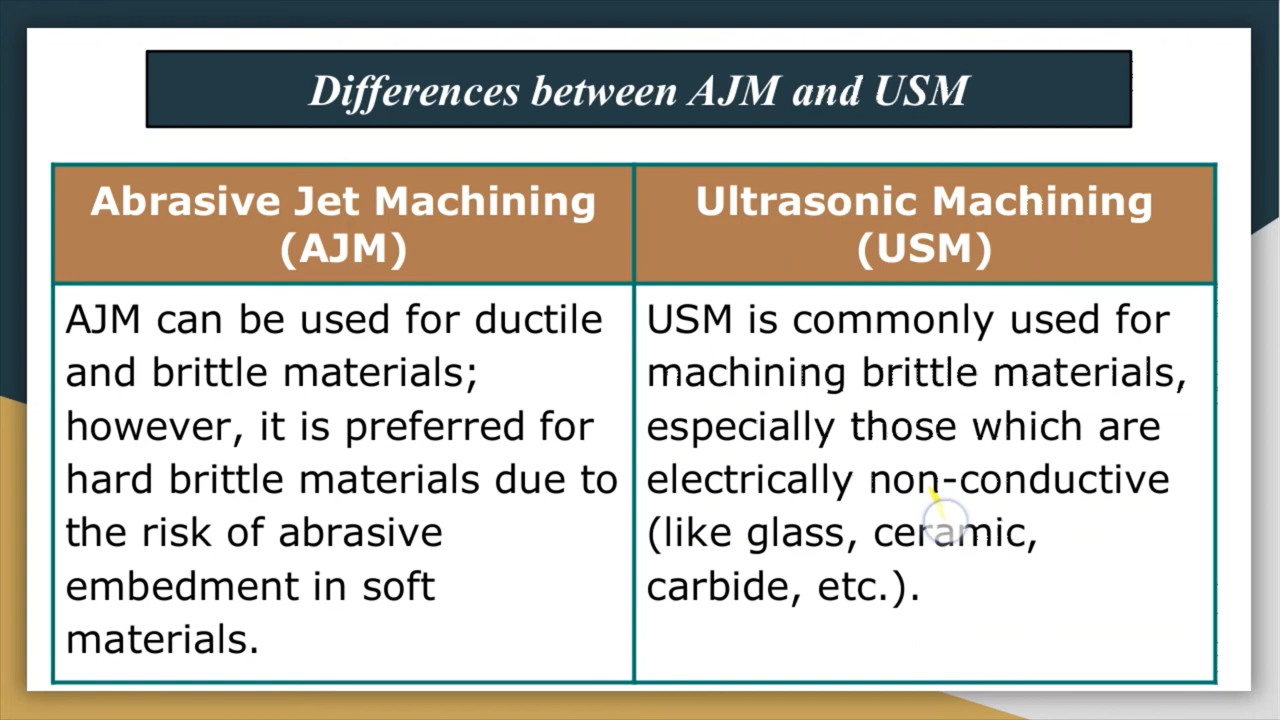 Differences between AJM and USM
Abrasive Jet Machining
(AJM)
Ultrasonic Machining
(USM)
AJM can be used for ductile
and brittle materials;
however, it is preferred for
hard brittle materials due to
the risk of abrasive
embedment in soft
materials.
USM is commonly used for
machining brittle materials,
especially those which are
electrically non-conductive
(like glass, ceramic,
carbide, etc.).